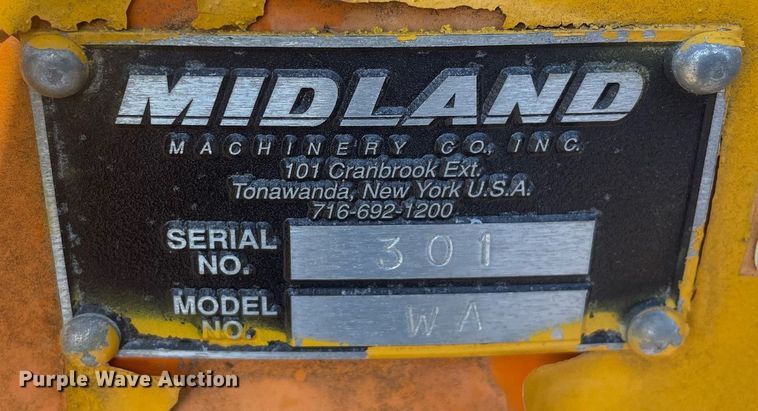 MIDLAND
MACHINERY CO, INC.
101 Cranbrook Ext.
Tonawanda, New York U.S.A.
716-692-1200
SERIAL NO. 301
MODEL NO. WA
Purple Wave Auction